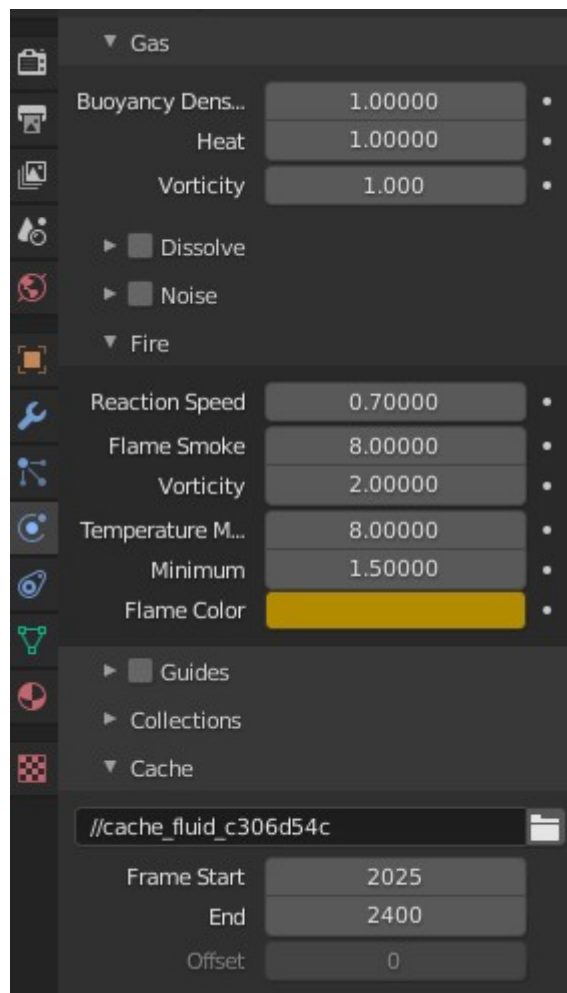 Gas
Buoyancy Dens... 1.00000
Heat 1.00000
Vorticity 1.000
Dissolve
Noise
Fire
Reaction Speed 0.70000
Flame Smoke 8.00000
Vorticity 2.00000
Temperature M... 8.00000
Minimum 1.50000
Flame Color
Guides
Collections
Cache
//cache_fluid_c306d54c
Frame Start 2025
End 2400
Offset 0